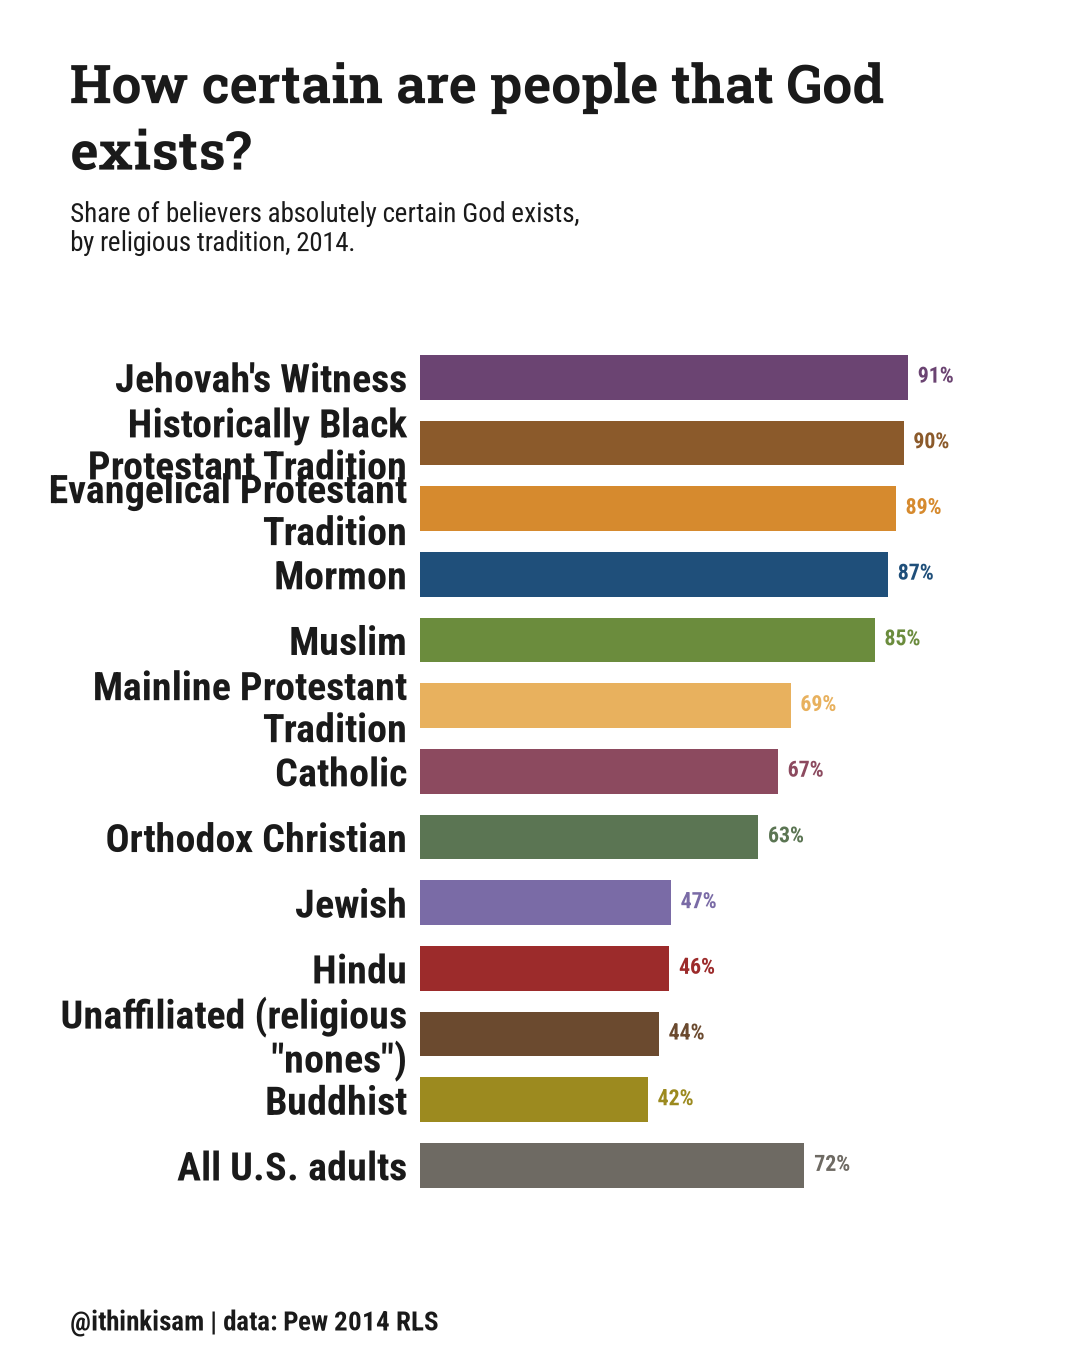 How certain are people that God
exists?
Share of believers absolutely certain God exists,
by religious tradition, 2014.
Jehovah's Witness
91%
Historically Black
Protestant Tradition
90%
Evangelical Protestant
Tradition
89%
Mormon
87%
Muslim
85%
Mainline Protestant
Tradition
69%
Catholic
67%
Orthodox Christian
63%
Jewish
47%
Hindu
46%
Unaffiliated (religious
"nones")
44%
Buddhist
42%
All U.S. adults
72%
@ithinkisam | data: Pew 2014 RLS